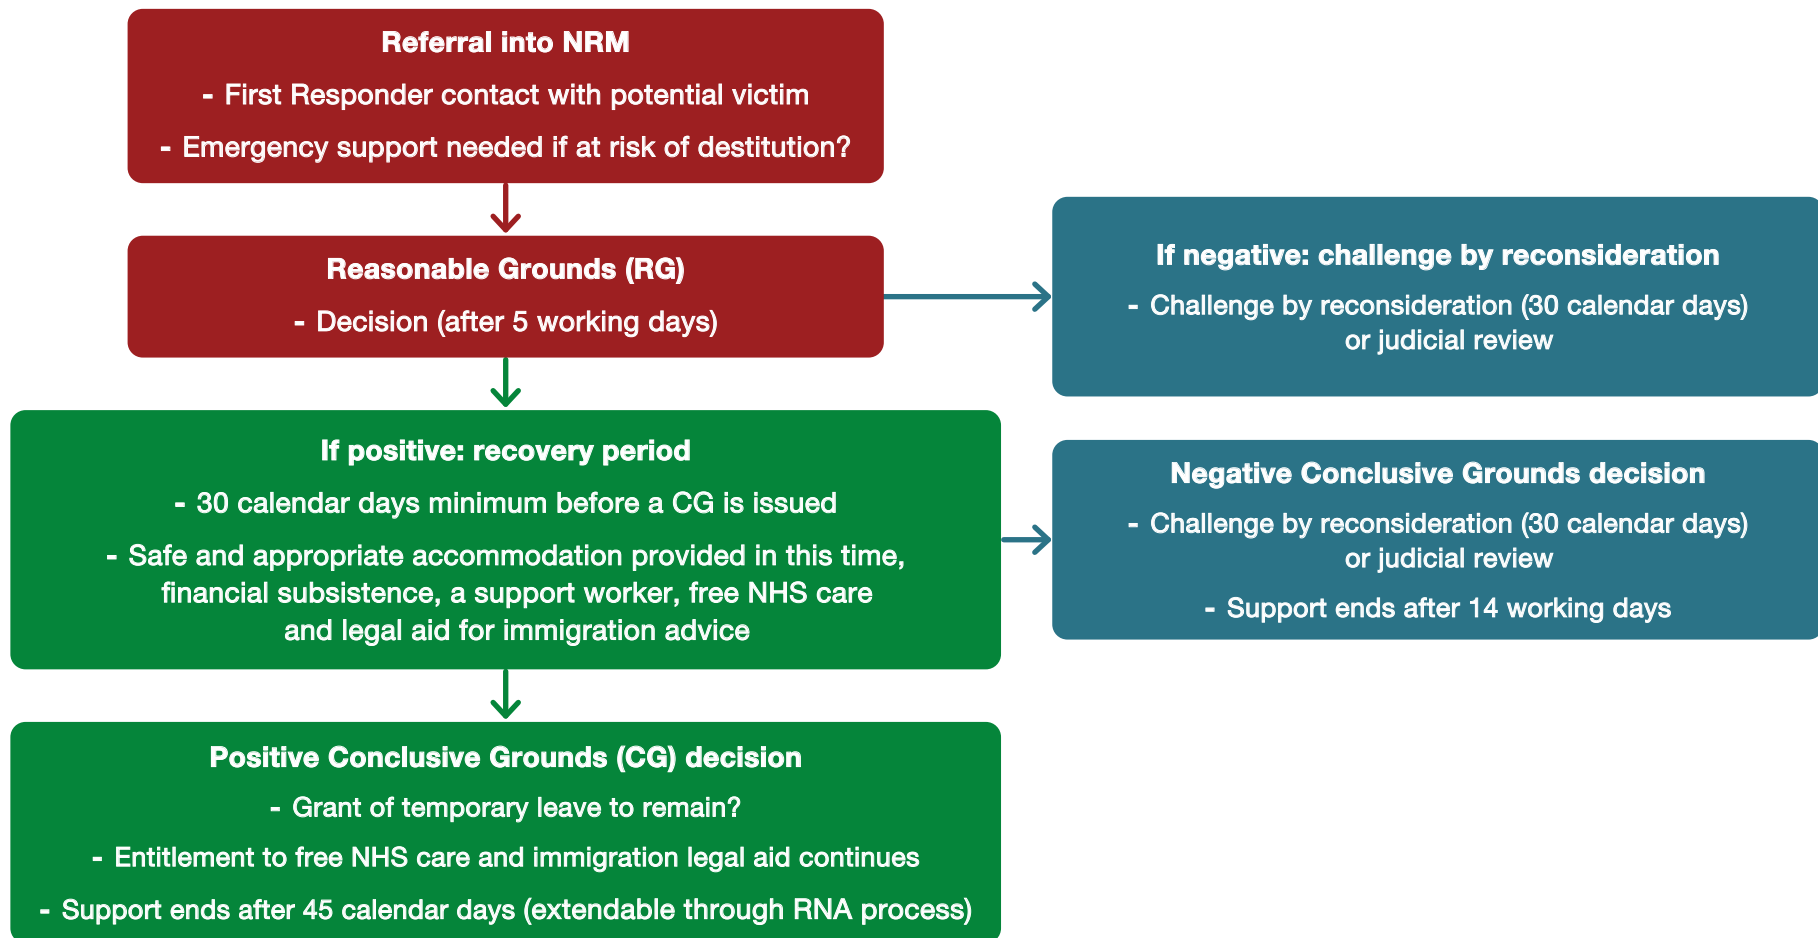 Referral into NRM
- First Responder contact with potential victim
- Emergency support needed if at risk of destitution?
Reasonable Grounds (RG)
- Decision (after 5 working days)
If negative: challenge by reconsideration
- Challenge by reconsideration (30 calendar days)
or judicial review
If positive: recovery period
- 30 calendar days minimum before a CG is issued
- Safe and appropriate accommodation provided in this time,
financial subsistence, a support worker, free NHS care
and legal aid for immigration advice
Negative Conclusive Grounds decision
- Challenge by reconsideration (30 calendar days)
or judicial review
- Support ends after 14 working days
Positive Conclusive Grounds (CG) decision
- Grant of temporary leave to remain?
- Entitlement to free NHS care and immigration legal aid continues
- Support ends after 45 calendar days (extendable through RNA process)